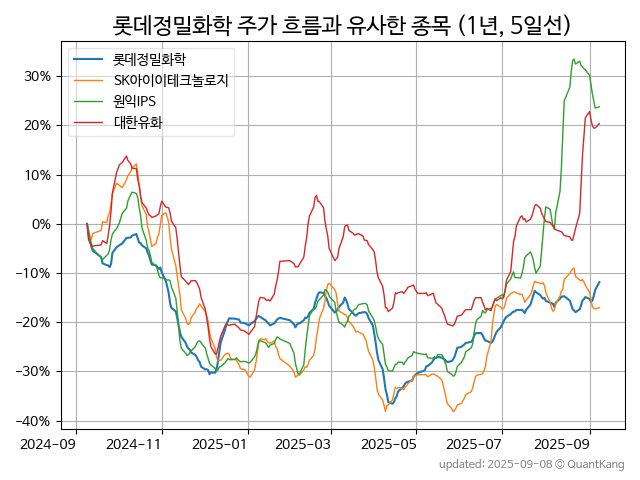 롯데정밀화학 주가 흐름과 유사한 종목 (1년, 5일선)
롯데정밀화학
SK아이이테크놀로지
원익IPS
대한유화
30%
20%
10%
0%
−10%
−20%
−30%
−40%
2024-09
2024-11
2025-01
2025-03
2025-05
2025-07
2025-09
updated: 2025-09-08 © QuantKang